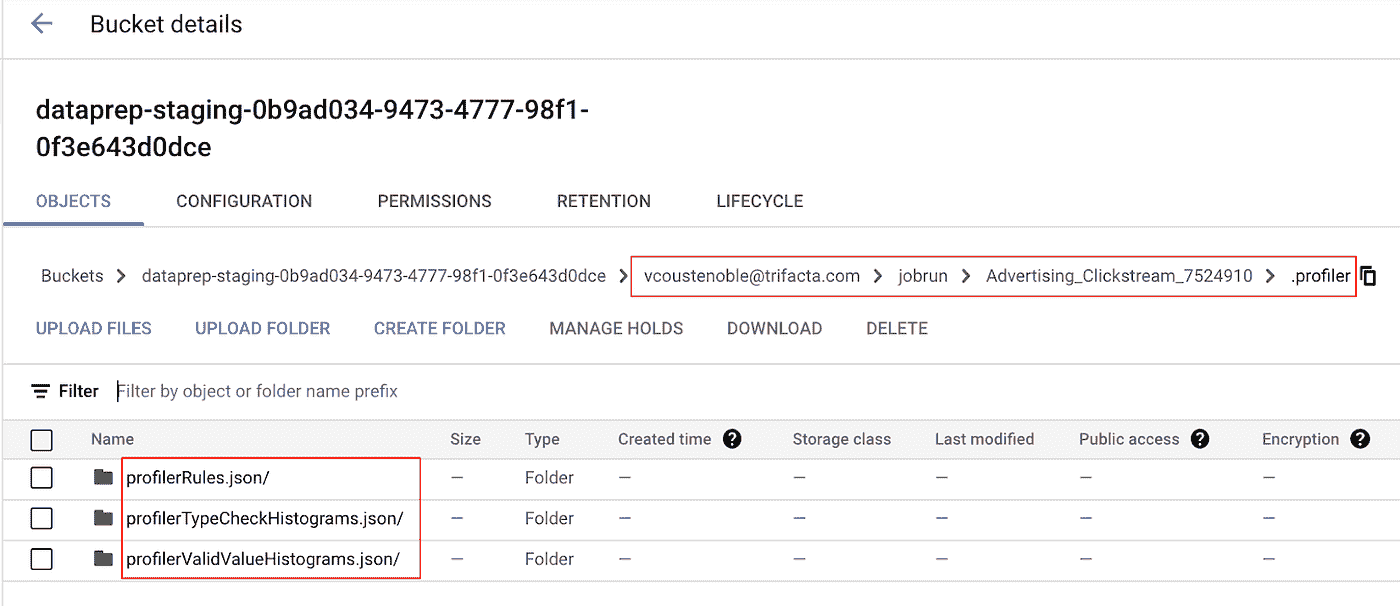 Bucket details
dataprep-staging-0b9ad034-9473-4777-98f1-
0f3e643d0dce
OBJECTS CONFIGURATION PERMISSIONS RETENTION LIFECYCLE
Buckets > dataprep-staging-0b9ad034-9473-4777-98f1-0f3e643d0dce > vcoustenoble@trifacta.com > jobrun > Advertising_Clickstream_7524910 > .profiler
UPLOAD FILES UPLOAD FOLDER CREATE FOLDER MANAGE HOLDS DOWNLOAD DELETE
Filter Filter by object or folder name prefix
Name Size Type Created time ? Storage class Last modified Public access ? Encryption ?
profilerRules.json/ — Folder — — — — —
profilerTypeCheckHistograms.json/ — Folder — — — — —
profilerValidValueHistograms.json/ — Folder — — — — —